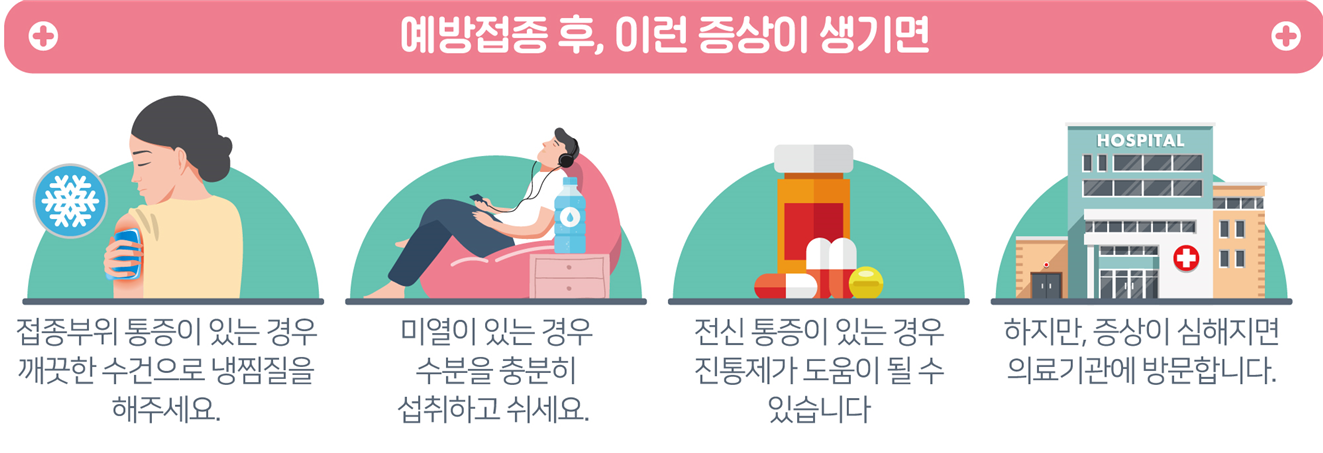 예방접종 후, 이런 증상이 생기면
접종부위 통증이 있는 경우
깨끗한 수건으로 냉찜질을
해주세요.
미열이 있는 경우
수분을 충분히
섭취하고 쉬세요.
전신 통증이 있는 경우
진통제가 도움이 될 수
있습니다
HOSPITAL
하지만, 증상이 심해지면
의료기관에 방문합니다.